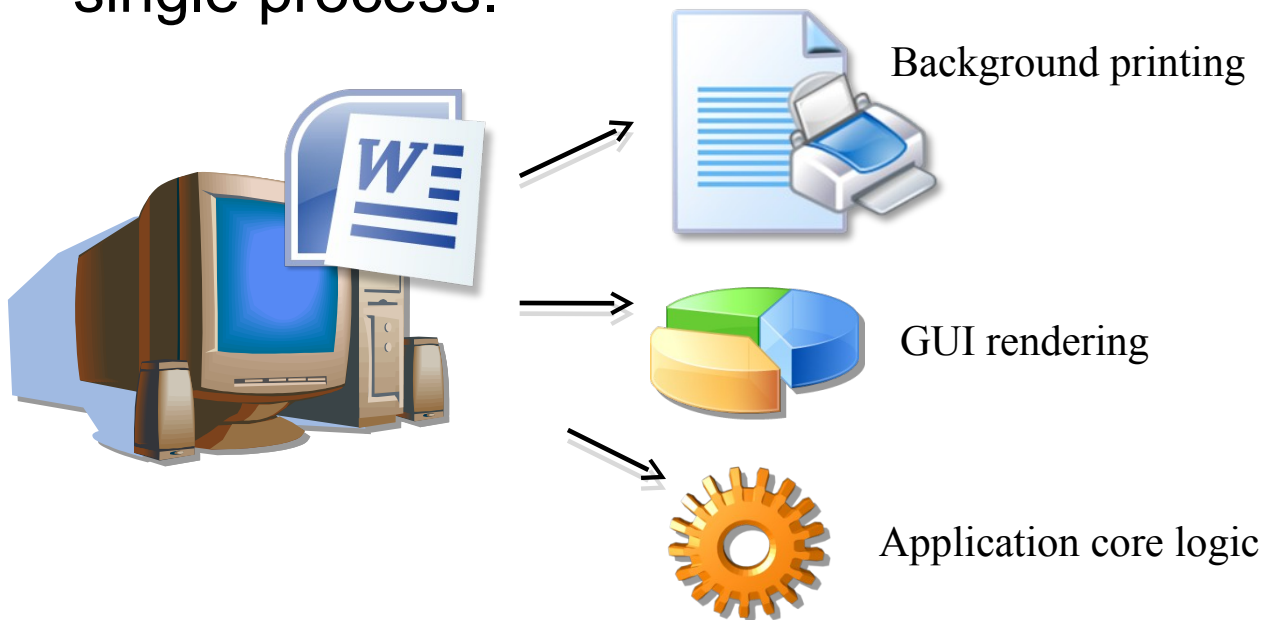 single process.
Background printing
W
GUI rendering
Application core logic